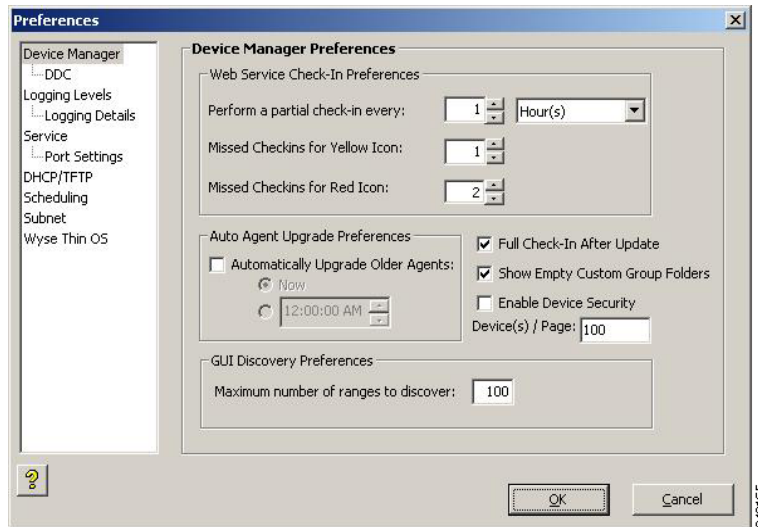 Preferences
Device Manager
DDC
Logging Levels
Logging Details
Service
Port Settings
DHCP/TFTP
Scheduling
Subnet
Wyse Thin OS
Device Manager Preferences
Web Service Check-In Preferences
Perform a partial check-in every: 1 Hour(s)
Missed Checkins for Yellow Icon: 1
Missed Checkins for Red Icon: 2
Auto Agent Upgrade Preferences
Automatically Upgrade Older Agents:
Now
12:00:00 AM
Full Check-In After Update
Show Empty Custom Group Folders
Enable Device Security
Device(s) / Page: 100
GUI Discovery Preferences
Maximum number of ranges to discover: 100
?
OK
Cancel